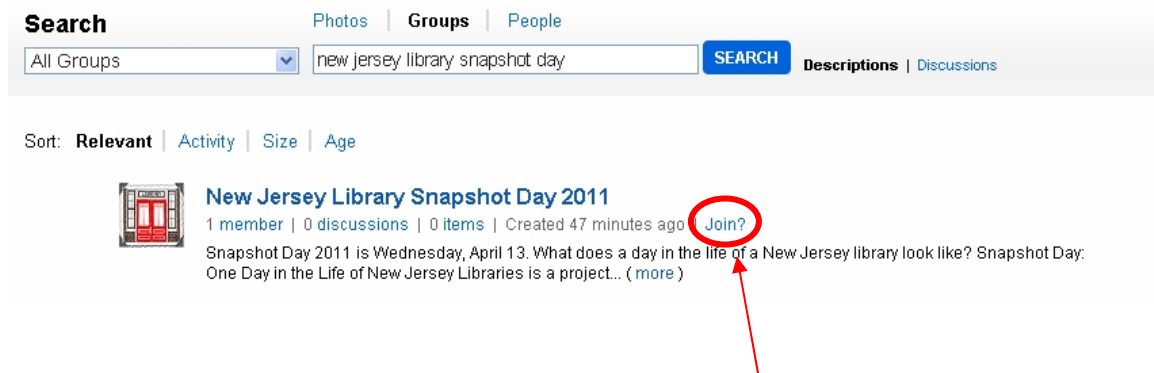 Search Photos | Groups | People
All Groups new jersey library snapshot day SEARCH Descriptions | Discussions
Sort: Relevant | Activity | Size | Age
New Jersey Library Snapshot Day 2011
1 member | 0 discussions | 0 items | Created 47 minutes ago | Join?
Snapshot Day 2011 is Wednesday, April 13. What does a day in the life of a New Jersey library look like? Snapshot Day:
One Day in the Life of New Jersey Libraries is a project... ( more )